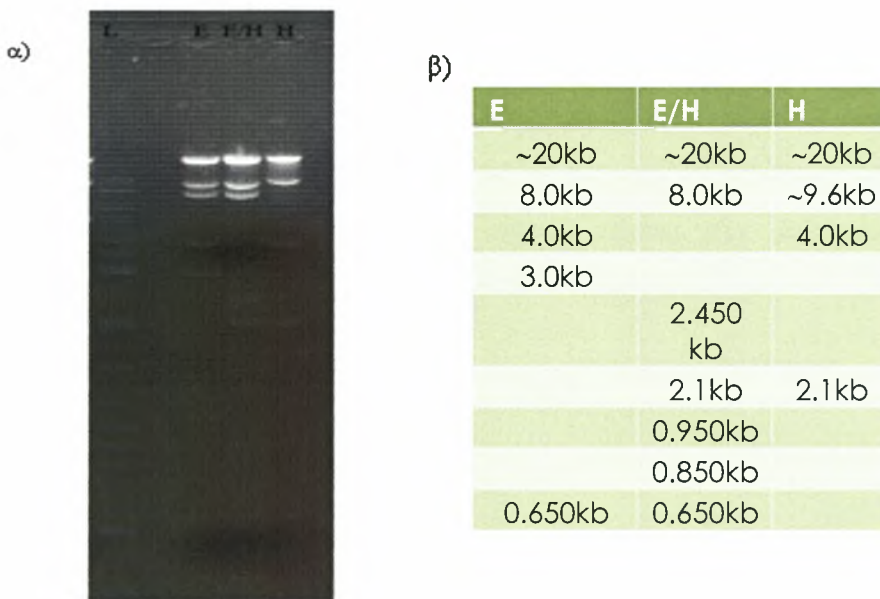 α)
L E E/H H
β)
E E/H H
~20kb ~20kb ~20kb
8.0kb 8.0kb ~9.6kb
4.0kb 4.0kb
3.0kb
2.450
kb
2.1kb 2.1kb
0.950kb
0.850kb
0.650kb 0.650kb